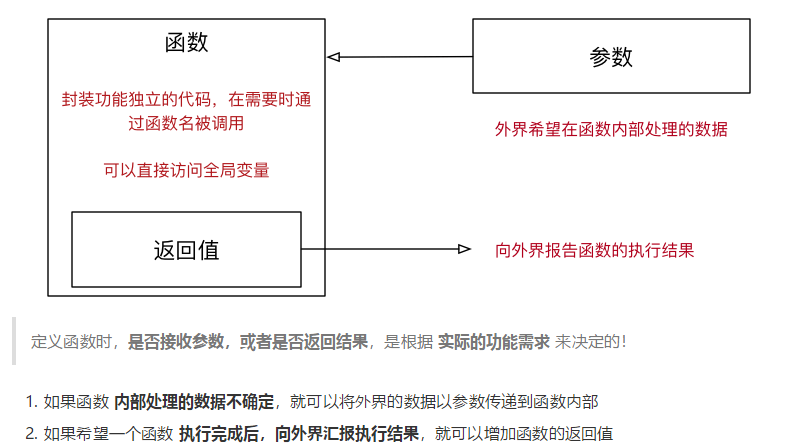 函数
参数
封装功能独立的代码，在需要时通
过函数名被调用
外界希望在函数内部处理的数据
可以直接访问全局变量
返回值
向外界报告函数的执行结果
定义函数时，是否接收参数，或者是否返回结果，是根据 实际的功能需求 来决定的！
1. 如果函数 内部处理的数据不确定，就可以将外界的数据以参数传递到函数内部
2. 如果希望一个函数 执行完成后，向外界汇报执行结果，就可以增加函数的返回值